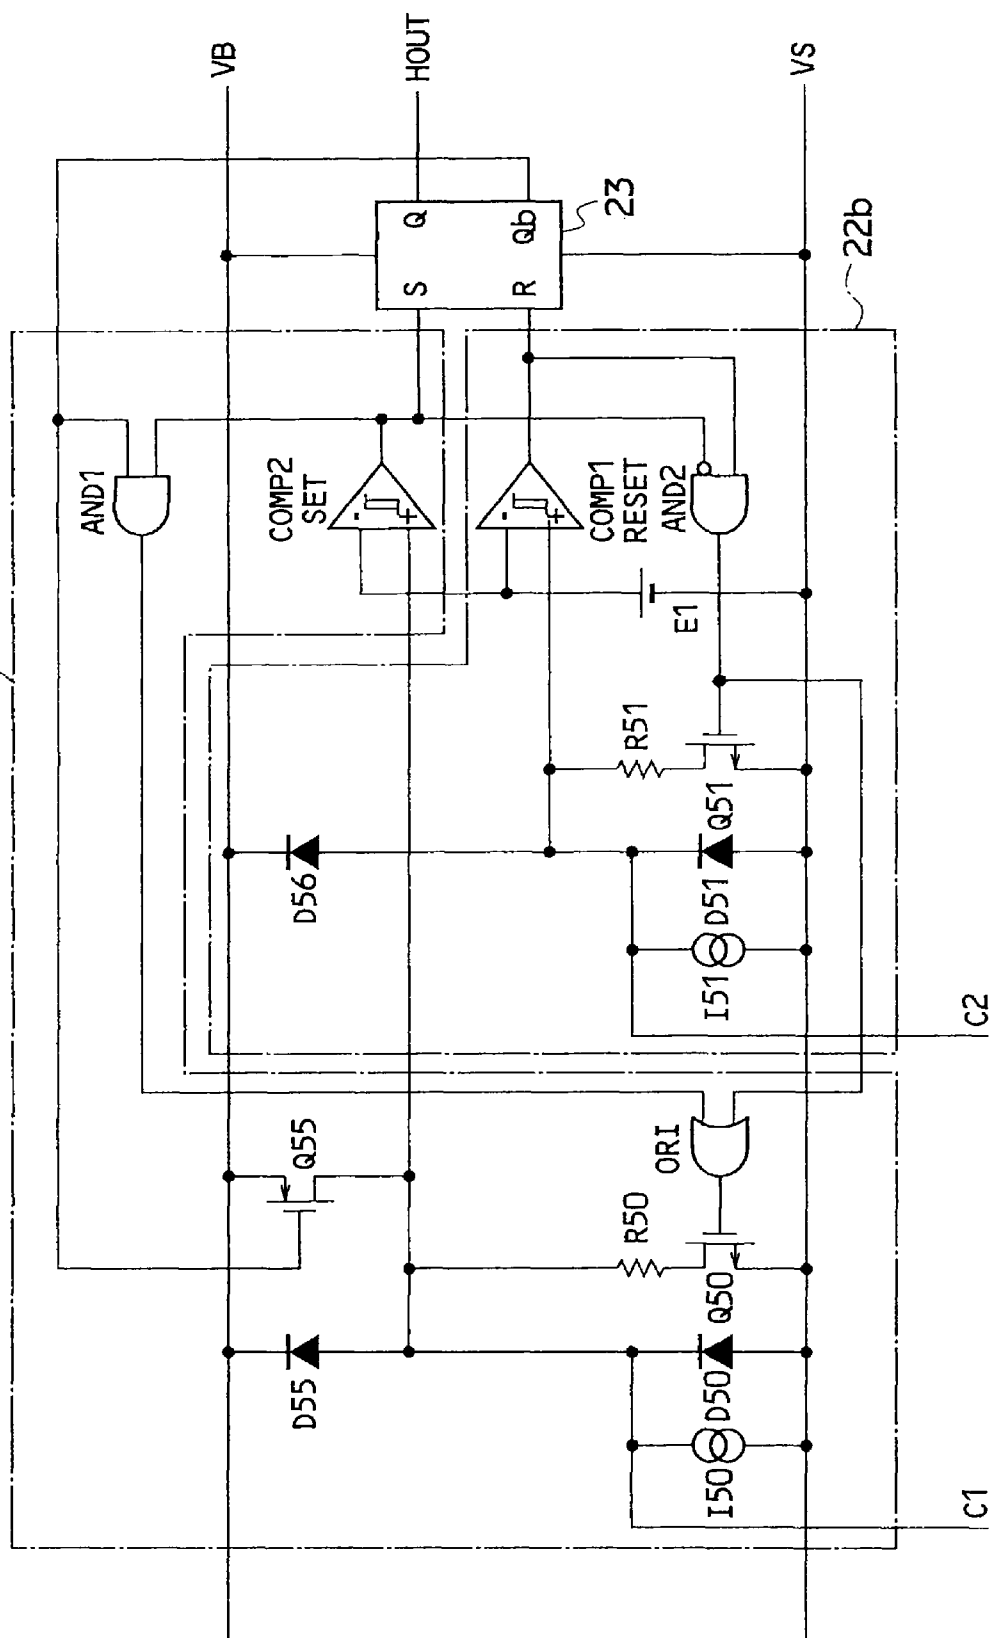 VB
HOUT
VS
Q
Qb
S
R
23
22b
AND1
COMP2
SET
-
+
-
+
COMP1
RESET
AND2
E1
R51
Q51
D56
D51
I51
C2
Q55
ORI
R50
Q50
D55
D50
I50
C1